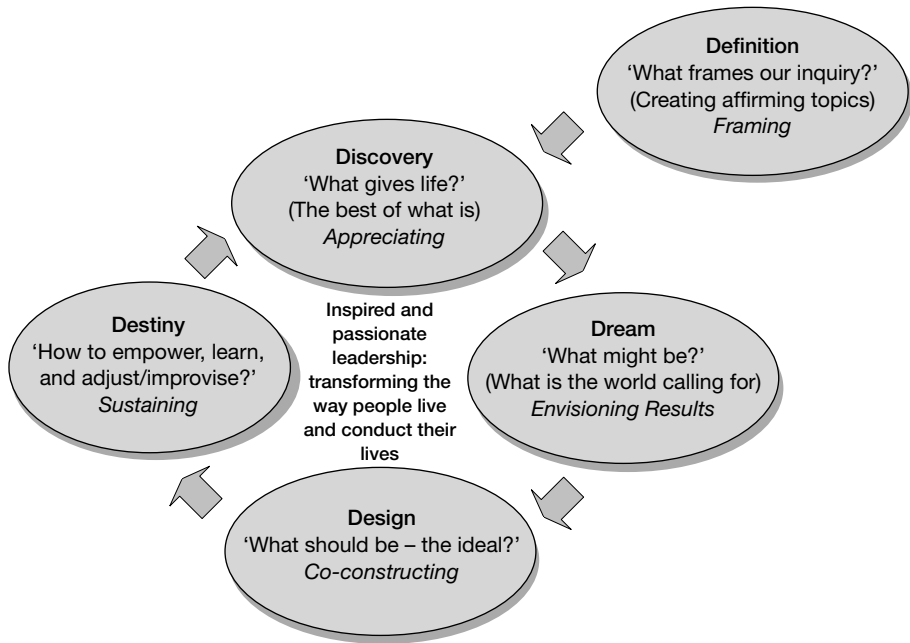 Definition
‘What frames our inquiry?’
(Creating affirming topics)
Framing
Discovery
‘What gives life?’
(The best of what is)
Appreciating
Dream
‘What might be?’
(What is the world calling for)
Envisioning Results
Design
‘What should be – the ideal?’
Co-constructing
Destiny
‘How to empower, learn,
and adjust/improvise?’
Sustaining
Inspired and
passionate
leadership:
transforming the
way people live
and conduct their
lives